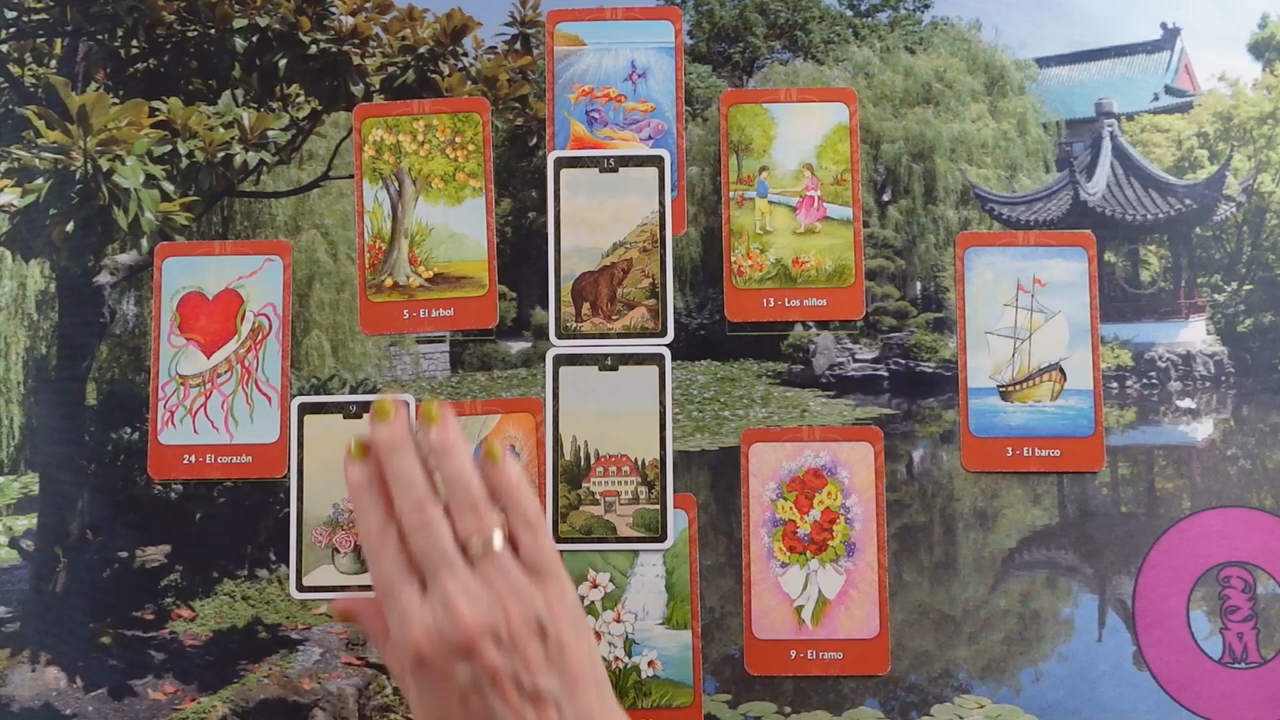 15
5 - El árbol
13 - Los niños
24 - El corazón
3 - El barco
9
4
9 - El ramo